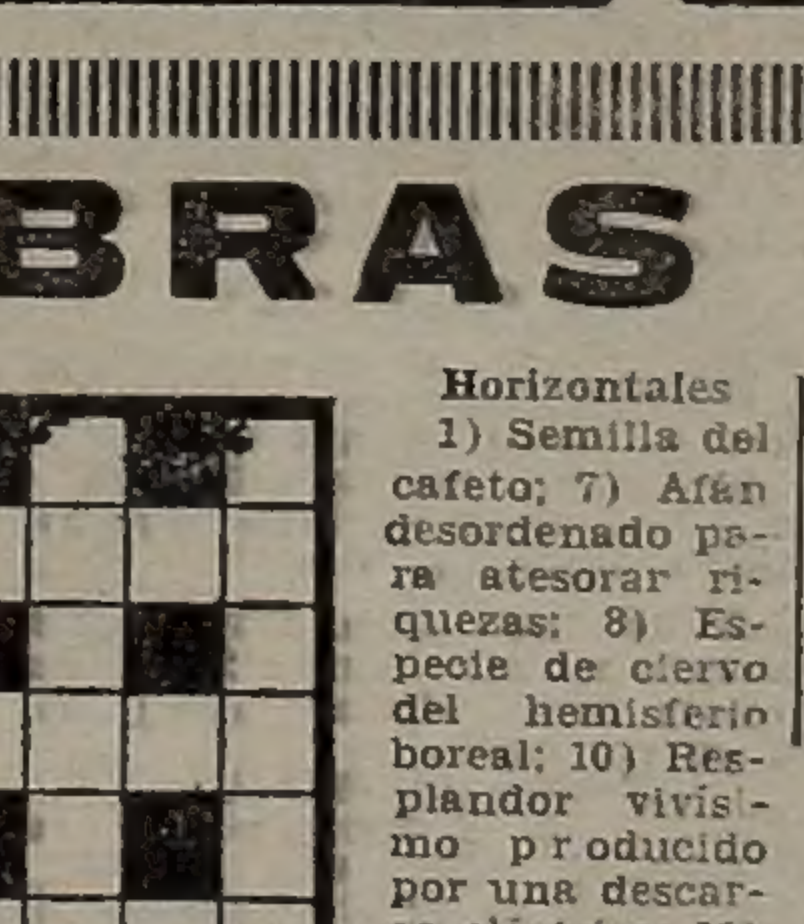 BRAS
Horizontales
1) Semilla del
cafeto; 7) Afán
desordenado pa-
ra atesorar ri-
quezas; 8) Es-
pecie de ciervo
del hemisferio
boreal; 10) Res-
plandor vivísi-
mo producido
por una descar-